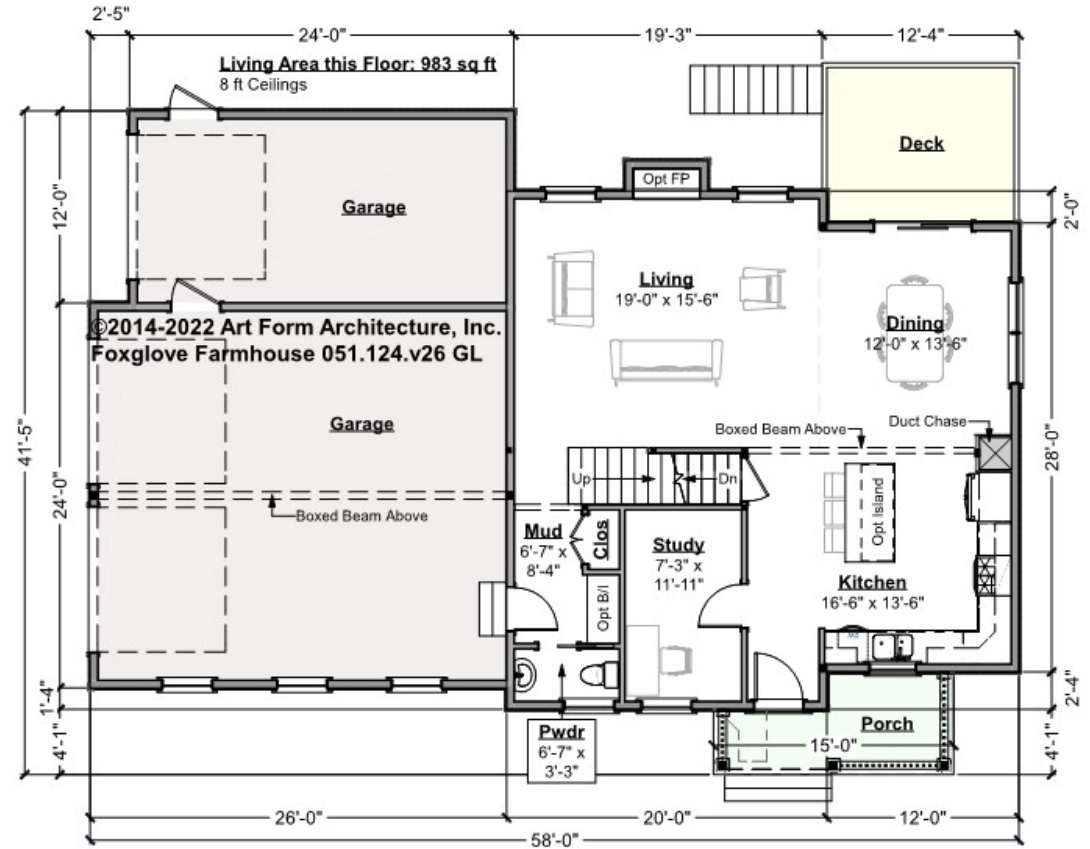 2'-5"
24'-0"
19'-3"
12'-4"
Living Area this Floor: 983 sq ft
8 ft Ceilings
Deck
Opt FP
12'-0"
Garage
2'-0"
Living
19'-0" x 15'-6"
Dining
12'-0" x 13'-6"
©2014-2022 Art Form Architecture, Inc.
Foxglove Farmhouse 051.124.v26 GL
Garage
41'-5"
24'-0"
28'-0"
Boxed Beam Above
Duct Chase
Up
Dn
Opt Island
Boxed Beam Above
Mud
6'-7" x
8'-4"
Clos
Study
7'-3" x
11'-11"
Opt B/I
Kitchen
16'-6" x 13'-6"
1'-4"
4'-1"
2'-4"
4'-1"
Pwdr
6'-7" x
3'-3"
Porch
15'-0"
26'-0"
20'-0"
12'-0"
58'-0"